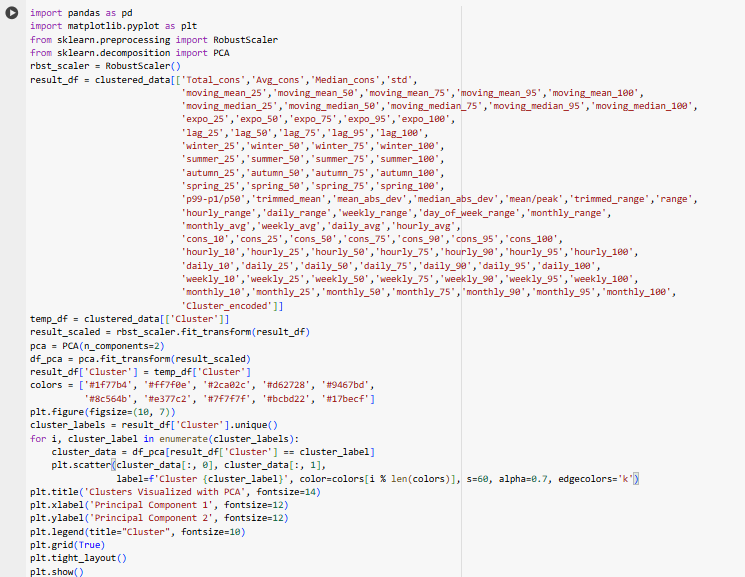 import pandas as pd
import matplotlib.pyplot as plt
from sklearn.preprocessing import RobustScaler
from sklearn.decomposition import PCA
rbst_scaler = RobustScaler()
result_df = clustered_data[['Total_cons','Avg_cons','Median_cons','std',
'moving_mean_25','moving_mean_50','moving_mean_75','moving_mean_95','moving_mean_100',
'moving_median_25','moving_median_50','moving_median_75','moving_median_95','moving_median_100',
'expo_25','expo_50','expo_75','expo_95','expo_100',
'lag_25','lag_50','lag_75','lag_95','lag_100',
'winter_25','winter_50','winter_75','winter_100',
'summer_25','summer_50','summer_75','summer_100',
'autumn_25','autumn_50','autumn_75','autumn_100',
'spring_25','spring_50','spring_75','spring_100',
'p99-p1/p50','trimmed_mean','mean_abs_dev','median_abs_dev','mean/peak','trimmed_range','range',
'hourly_range','daily_range','weekly_range','day_of_week_range','monthly_range',
'monthly_avg','weekly_avg','daily_avg','hourly_avg',
'cons_10','cons_25','cons_50','cons_75','cons_90','cons_95','cons_100',
'hourly_10','hourly_25','hourly_50','hourly_75','hourly_90','hourly_95','hourly_100',
'daily_10','daily_25','daily_50','daily_75','daily_90','daily_95','daily_100',
'weekly_10','weekly_25','weekly_50','weekly_75','weekly_90','weekly_95','weekly_100',
'monthly_10','monthly_25','monthly_50','monthly_75','monthly_90','monthly_95','monthly_100',
'Cluster_encoded']]
temp_df = clustered_data[['Cluster']]
result_scaled = rbst_scaler.fit_transform(result_df)
pca = PCA(n_components=2)
df_pca = pca.fit_transform(result_scaled)
result_df['Cluster'] = temp_df['Cluster']
colors = ['#1f77b4', '#ff7f0e', '#2ca02c', '#d62728', '#9467bd',
'#8c564b', '#e377c2', '#7f7f7f', '#bcbd22', '#17becf']
plt.figure(figsize=(10, 7))
cluster_labels = result_df['Cluster'].unique()
for i, cluster_label in enumerate(cluster_labels):
cluster_data = df_pca[result_df['Cluster'] == cluster_label]
plt.scatter(cluster_data[:, 0], cluster_data[:, 1],
label=f'Cluster {cluster_label}', color=colors[i % len(colors)], s=60, alpha=0.7, edgecolors='k')
plt.title('Clusters Visualized with PCA', fontsize=14)
plt.xlabel('Principal Component 1', fontsize=12)
plt.ylabel('Principal Component 2', fontsize=12)
plt.legend(title="Cluster", fontsize=10)
plt.grid(True)
plt.tight_layout()
plt.show()